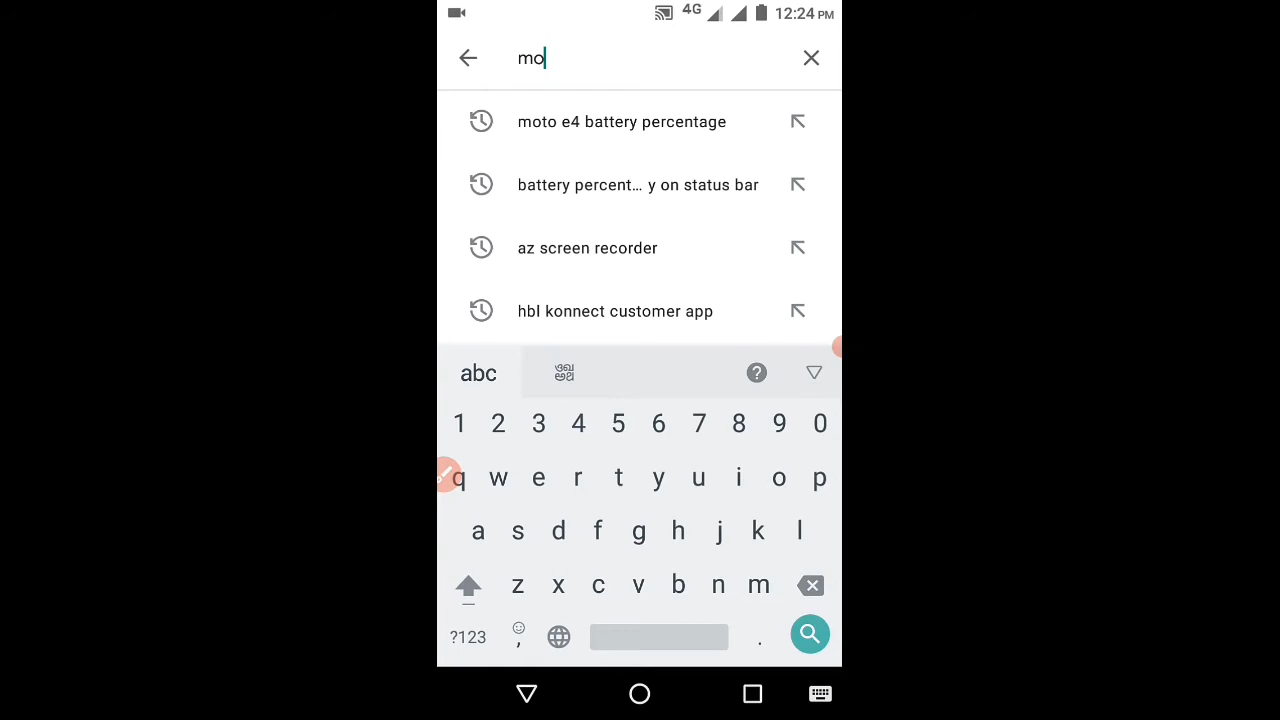 4G 12:24 PM
mo
moto e4 battery percentage
battery percent... y on status bar
az screen recorder
hbl konnect customer app
abc
1 2 3 4 5 6 7 8 9 0
q w e r t y u i o p
a s d f g h j k l
z x c v b n m
?123 , .